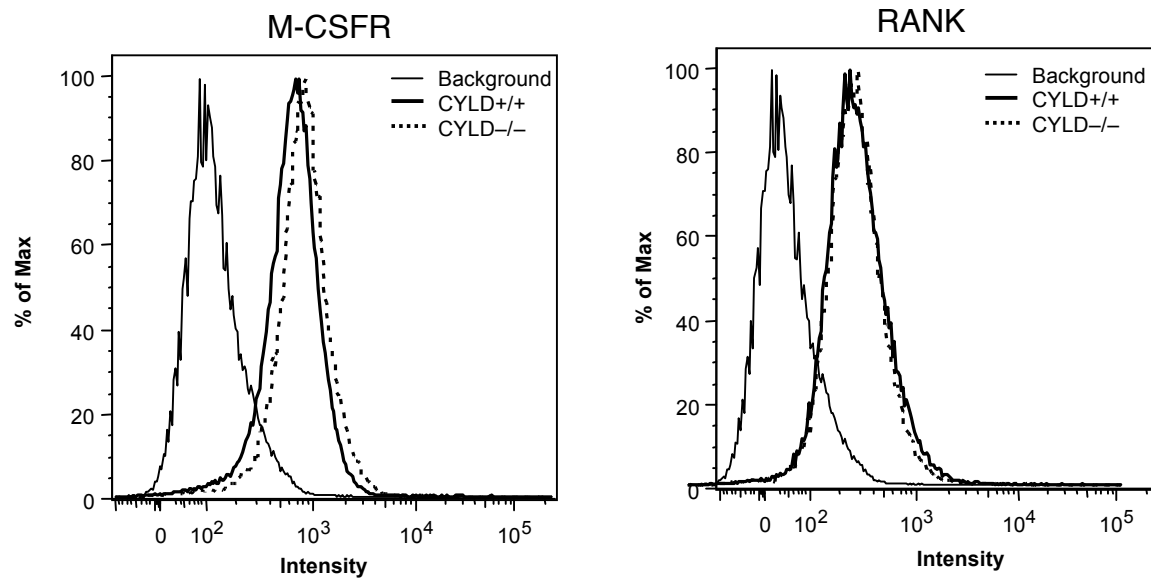 M-CSFR
% of Max
100
80
60
40
20
0
Background
CYLD+/+
CYLD–/–
0 10² 10³ 10⁴ 10⁵
Intensity
RANK
% of Max
100
80
60
40
20
0
Background
CYLD+/+
CYLD–/–
0 10² 10³ 10⁴ 10⁵
Intensity